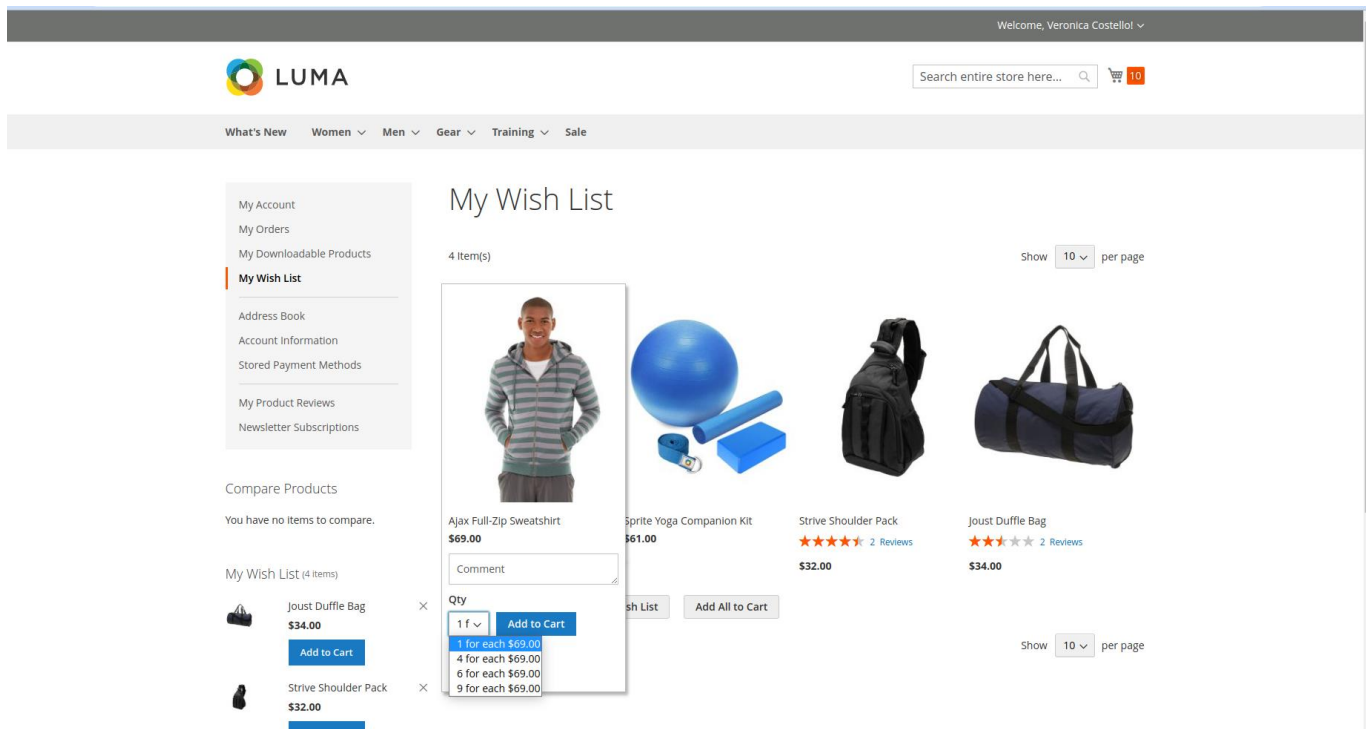 Welcome, Veronica Costello!
LUMA
Search entire store here...
10
What's New Women Men Gear Training Sale
My Account
My Orders
My Downloadable Products
My Wish List
Address Book
Account Information
Stored Payment Methods
My Product Reviews
Newsletter Subscriptions
Compare Products
You have no items to compare.
My Wish List (4 items)
Joust Duffle Bag
$34.00
Add to Cart
Strive Shoulder Pack
$32.00
My Wish List
4 Item(s)
Show 10 per page
Ajax Full-Zip Sweatshirt
$69.00
Comment
Qty
1 f
Add to Cart
1 for each $69.00
4 for each $69.00
6 for each $69.00
9 for each $69.00
Sprite Yoga Companion Kit
$61.00
Strive Shoulder Pack
2 Reviews
$32.00
Joust Duffle Bag
2 Reviews
$34.00
sh List
Add All to Cart
Show 10 per page